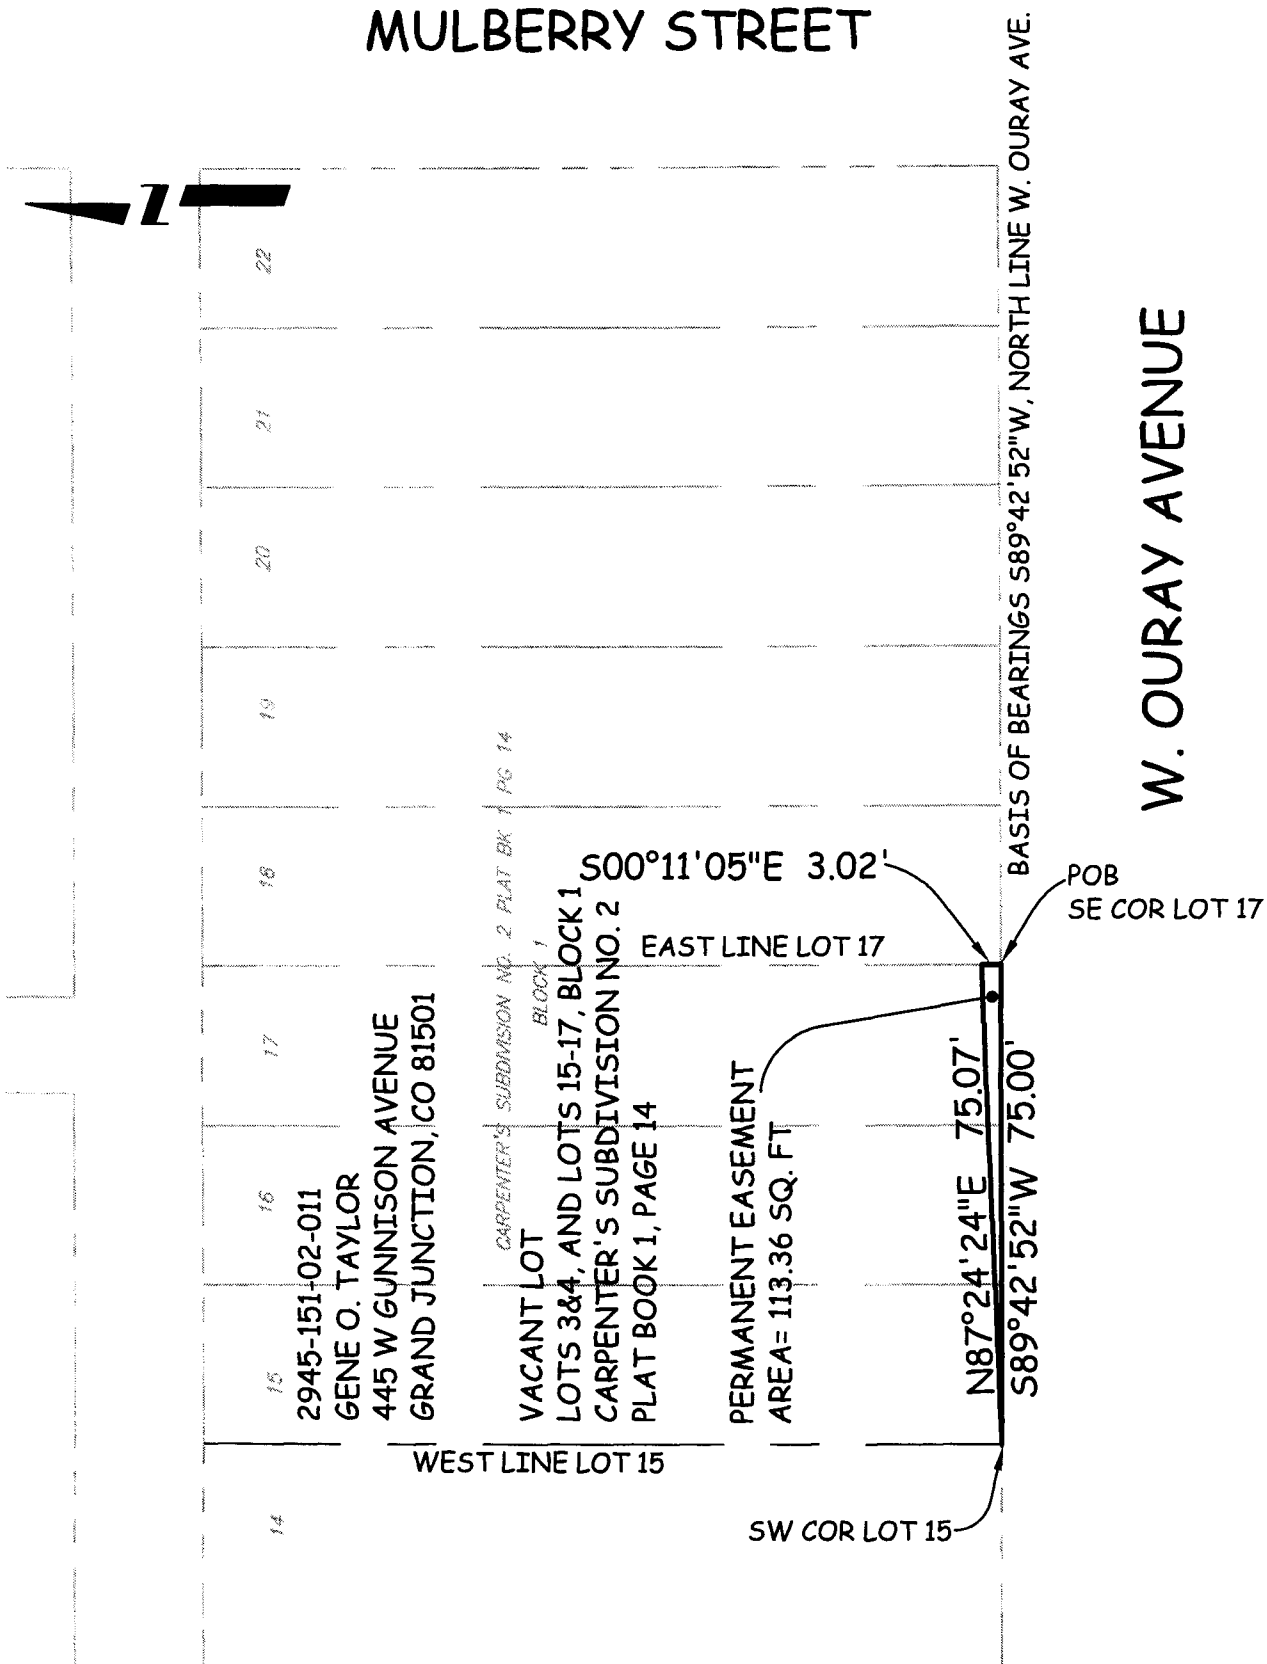 MULBERRY STREET
N
22
21
20
19
18
17
16
15
14
BASIS OF BEARINGS S89°42'52"W, NORTH LINE W. OURAY AVE.
W. OURAY AVENUE
CARPENTER'S SUBDIVISION NO. 2 PLAT BK 1 PG 14
BLOCK 1
S00°11'05"E 3.02'
POB
SE COR LOT 17
EAST LINE LOT 17
2945-151-02-011
GENE O. TAYLOR
445 W GUNNISON AVENUE
GRAND JUNCTION, CO 81501
VACANT LOT
LOTS 3&4, AND LOTS 15-17, BLOCK 1
CARPENTER'S SUBDIVISION NO. 2
PLAT BOOK 1, PAGE 14
PERMANENT EASEMENT
AREA= 113.36 SQ. FT
N87°24'24"E 75.07'
S89°42'52"W 75.00'
WEST LINE LOT 15
SW COR LOT 15